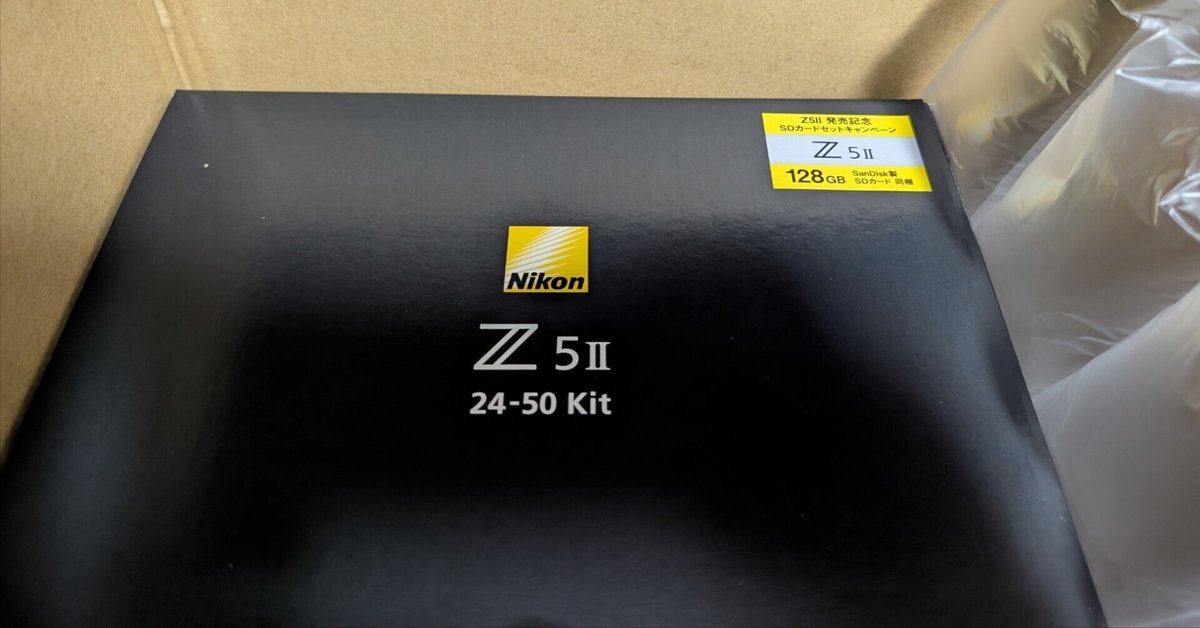 Z5II 発売記念
SDカードセットキャンペーン
Z 5II
128GB SanDisk製 SDカード 同梱
Nikon
Z 5II
24-50 Kit